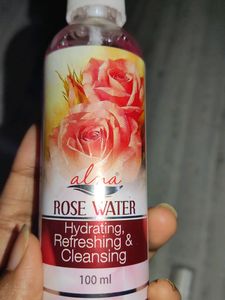 alna
ROSE WATER
Hydrating,
Refreshing &
Cleansing
100 ml